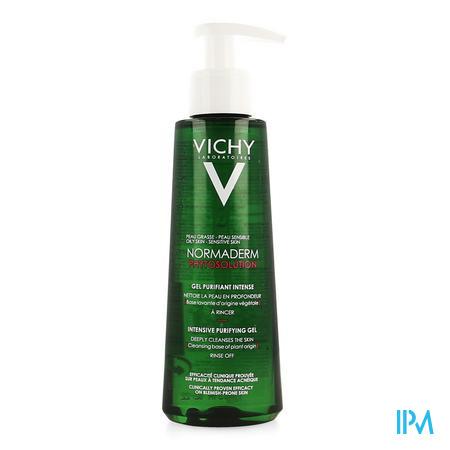 VICHY
LABORATOIRES
V
PEAU GRASSE - PEAU SENSIBLE
OILY SKIN - SENSITIVE SKIN
NORMADERM
PHYTOSOLUTION
GEL PURIFIANT INTENSE
NETTOIE LA PEAU EN PROFONDEUR
[Base lavante d'origine végétale]
À RINCER
INTENSIVE PURIFYING GEL
DEEPLY CLEANSES THE SKIN
[Cleansing base of plant origin]
RINSE OFF
EFFICACITÉ CLINIQUE PROUVÉE
SUR PEAUX À TENDANCE ACNÉIQUE
CLINICALLY PROVEN EFFICACY
ON BLEMISH-PRONE SKIN
IPM